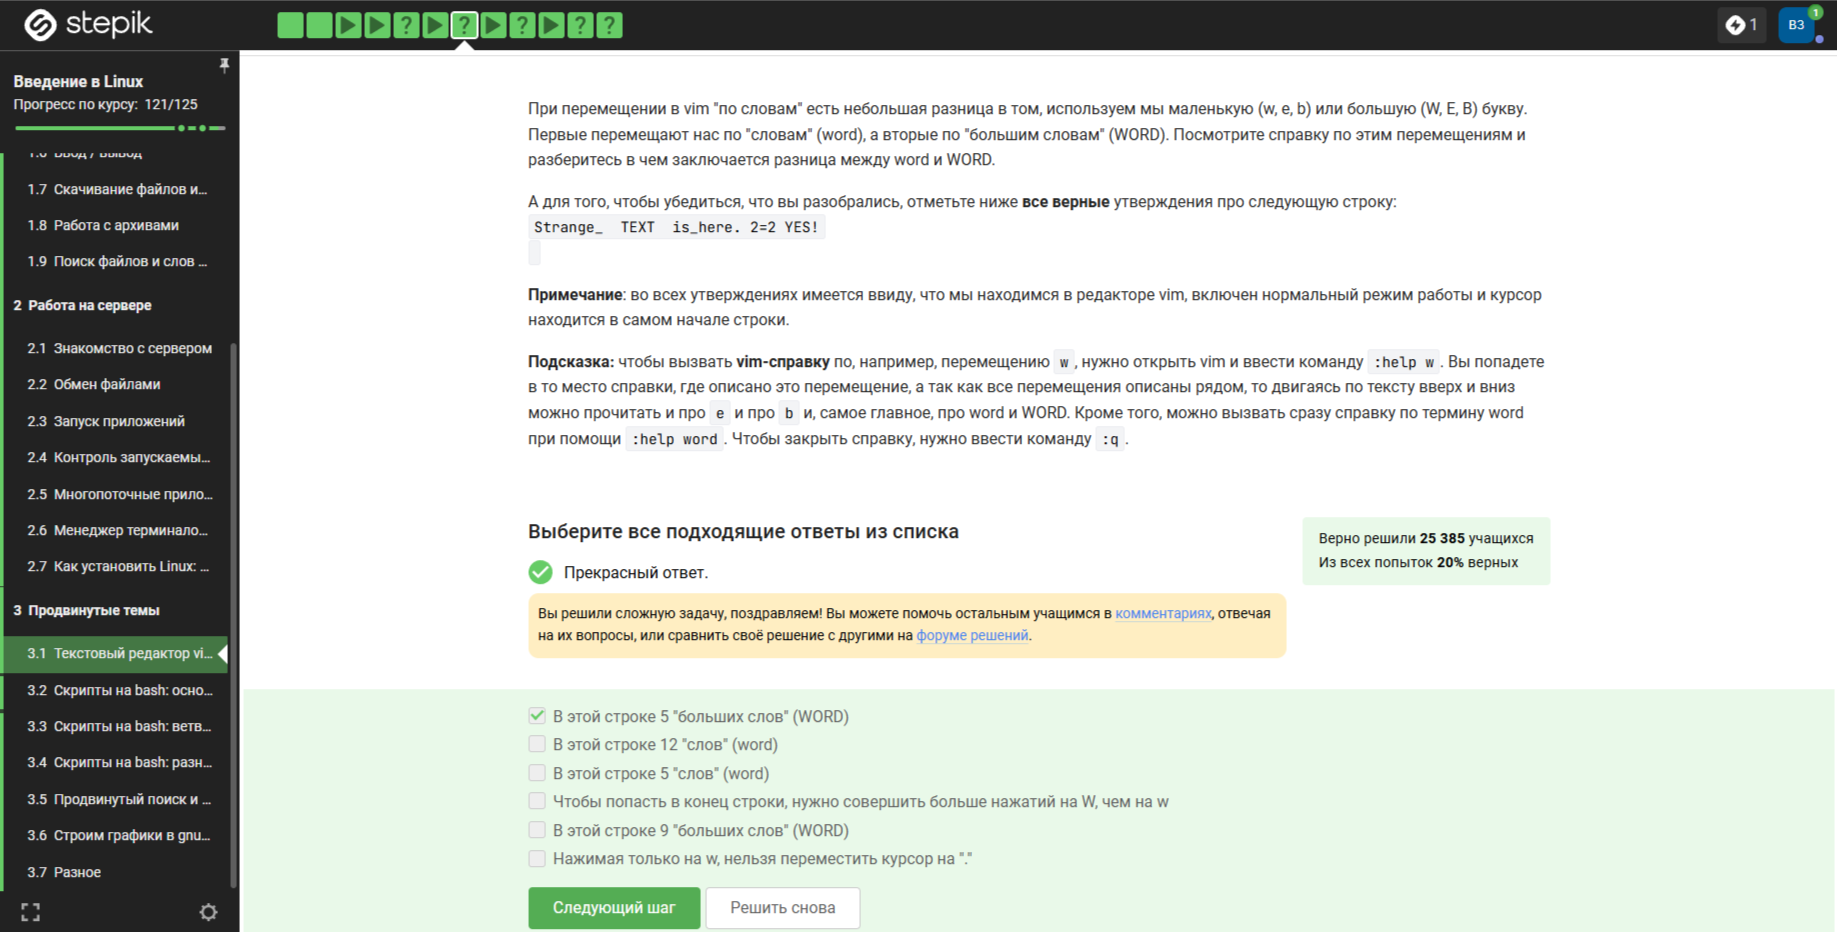 stepik
? ? ? ? ?
1
ВЗ
1
Введение в Linux
Прогресс по курсу: 121/125
1.6 Ввод / Вывод
1.7 Скачивание файлов и...
1.8 Работа с архивами
1.9 Поиск файлов и слов ...
2 Работа на сервере
2.1 Знакомство с сервером
2.2 Обмен файлами
2.3 Запуск приложений
2.4 Контроль запускаемы...
2.5 Многопоточные прило...
2.6 Менеджер терминало...
2.7 Как установить Linux: ...
3 Продвинутые темы
3.1 Текстовый редактор vi...
3.2 Скрипты на bash: осно...
3.3 Скрипты на bash: ветв...
3.4 Скрипты на bash: разн...
3.5 Продвинутый поиск и ...
3.6 Строим графики в gnu...
3.7 Разное
При перемещении в vim "по словам" есть небольшая разница в том, используем мы маленькую (w, e, b) или большую (W, E, B) букву.
Первые перемещают нас по "словам" (word), а вторые по "большим словам" (WORD). Посмотрите справку по этим перемещениям и
разберитесь в чем заключается разница между word и WORD.
А для того, чтобы убедиться, что вы разобрались, отметьте ниже все верные утверждения про следующую строку:
Strange_  TEXT  is_here. 2=2 YES!
Примечание: во всех утверждениях имеется ввиду, что мы находимся в редакторе vim, включен нормальный режим работы и курсор
находится в самом начале строки.
Подсказка: чтобы вызвать vim-справку по, например, перемещению w, нужно открыть vim и ввести команду :help w. Вы попадете
в то место справки, где описано это перемещение, а так как все перемещения описаны рядом, то двигаясь по тексту вверх и вниз
можно прочитать и про e и про b и, самое главное, про word и WORD. Кроме того, можно вызвать сразу справку по термину word
при помощи :help word. Чтобы закрыть справку, нужно ввести команду :q.
Выберите все подходящие ответы из списка
Верно решили 25 385 учащихся
Из всех попыток 20% верных
Прекрасный ответ.
Вы решили сложную задачу, поздравляем! Вы можете помочь остальным учащимся в комментариях, отвечая
на их вопросы, или сравнить своё решение с другими на форуме решений.
В этой строке 5 "больших слов" (WORD)
В этой строке 12 "слов" (word)
В этой строке 5 "слов" (word)
Чтобы попасть в конец строки, нужно совершить больше нажатий на W, чем на w
В этой строке 9 "больших слов" (WORD)
Нажимая только на w, нельзя переместить курсор на "."
Следующий шаг
Решить снова